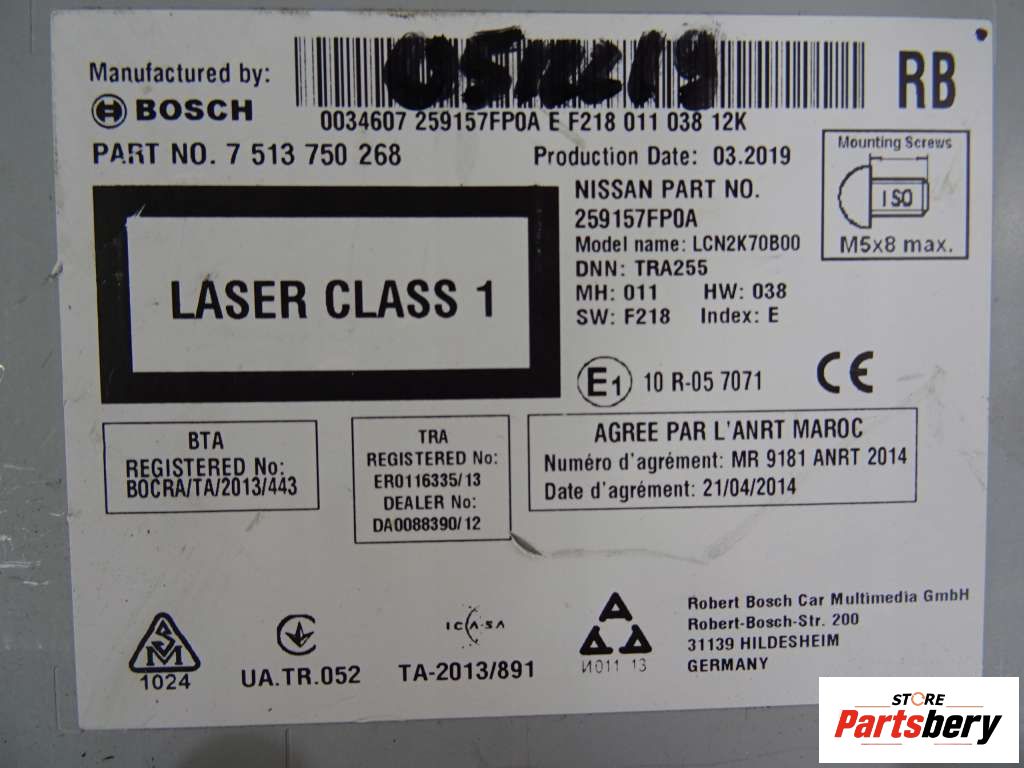 Manufactured by:
BOSCH
RB
0034607 259157FP0A E F218 011 038 12K
PART NO. 7 513 750 268
Production Date: 03.2019
NISSAN PART NO.
259157FP0A
Model name: LCN2K70B00
DNN: TRA255
MH: 011 HW: 038
SW: F218 Index: E
Mounting Screws
ISO
M5x8 max.
LASER CLASS 1
E1 10 R-05 7071
CE
BTA
REGISTERED No:
BOCRA/TA/2013/443
TRA
REGISTERED No:
ER0116335/13
DEALER No:
DA0088390/12
AGREE PAR L'ANRT MAROC
Numéro d'agrément: MR 9181 ANRT 2014
Date d'agrément: 21/04/2014
SM
1024
UA.TR.052
ICASA
TA-2013/891
И011 13
Robert Bosch Car Multimedia GmbH
Robert-Bosch-Str. 200
31139 HILDESHEIM
GERMANY
STORE
Partsbery